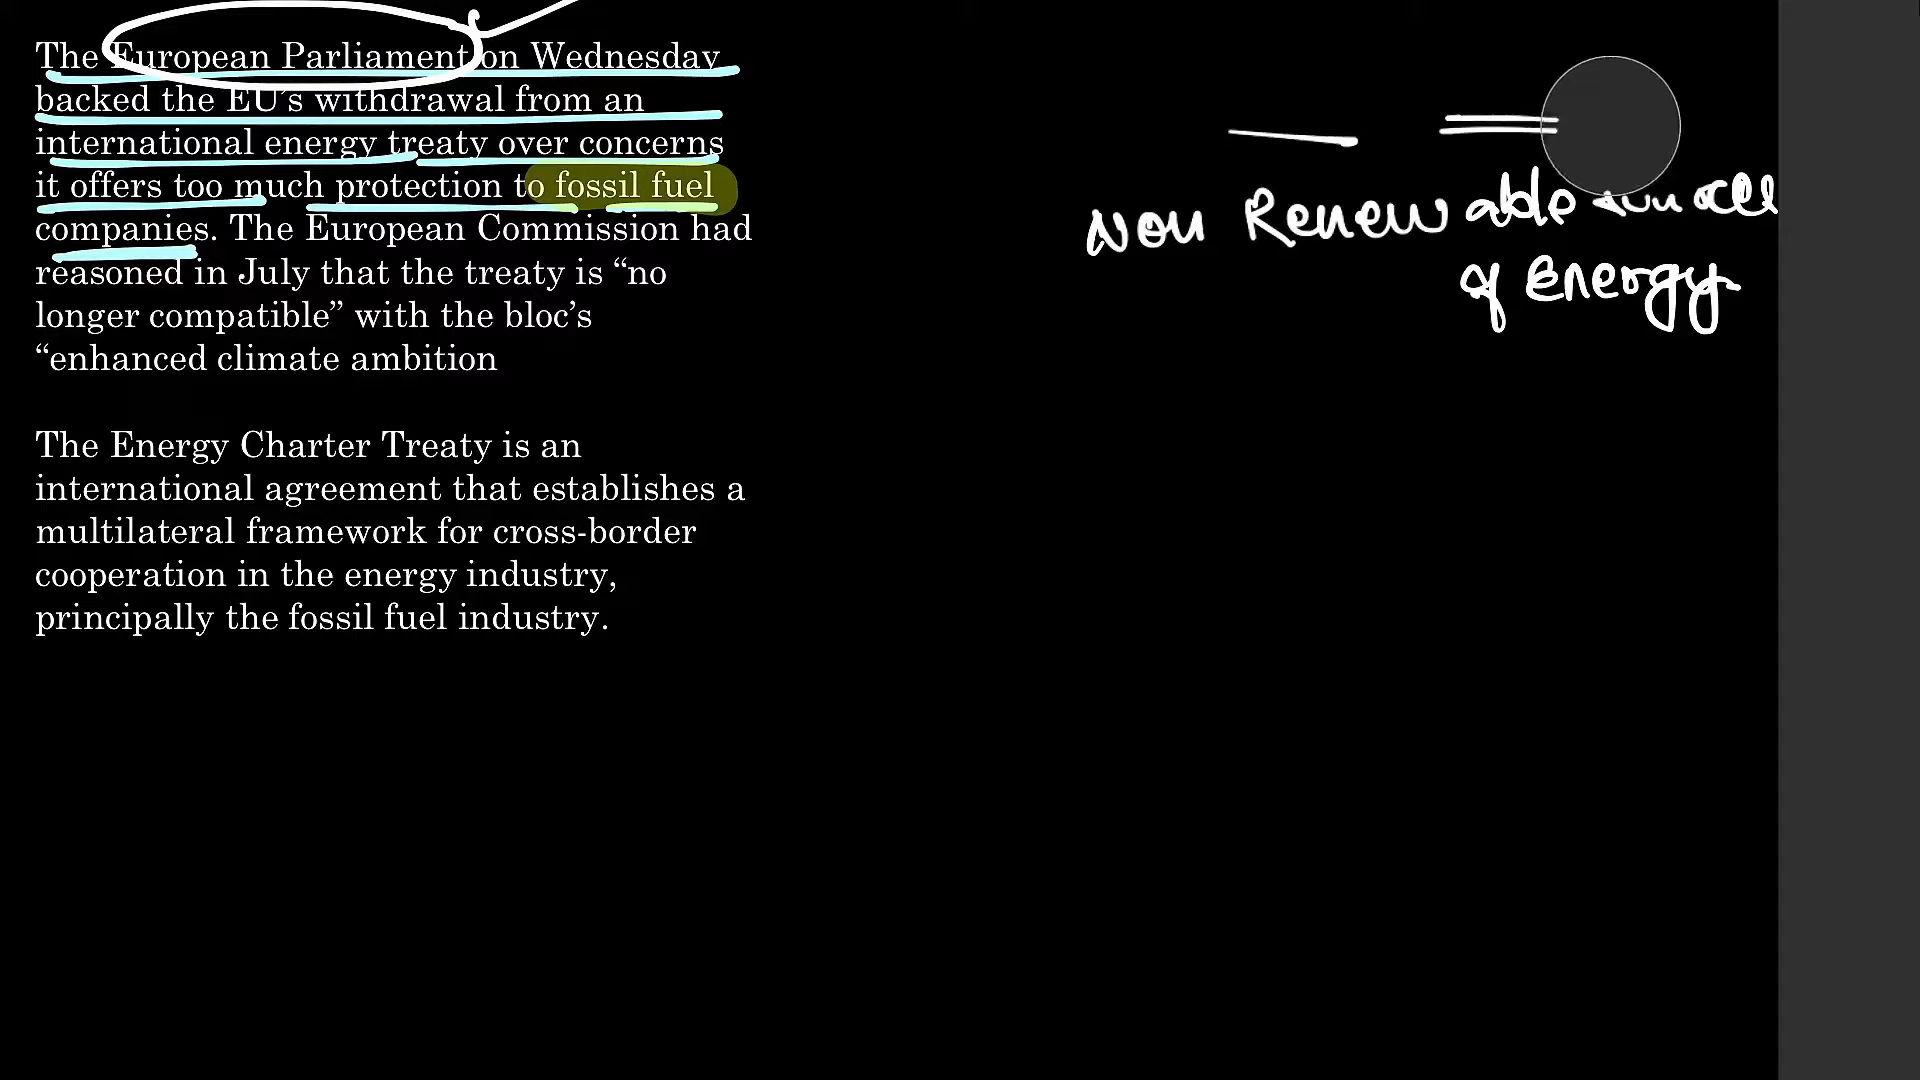 The European Parliament on Wednesday
backed the EU’s withdrawal from an
international energy treaty over concerns
it offers too much protection to fossil fuel
companies. The European Commission had
reasoned in July that the treaty is “no
longer compatible” with the bloc’s
“enhanced climate ambition
The Energy Charter Treaty is an
international agreement that establishes a
multilateral framework for cross-border
cooperation in the energy industry,
principally the fossil fuel industry.
Non Renewable
of Energy